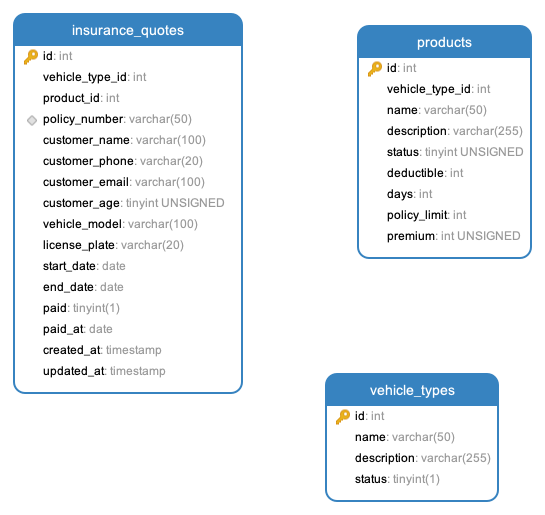 insurance_quotes
id: int
vehicle_type_id: int
product_id: int
policy_number: varchar(50)
customer_name: varchar(100)
customer_phone: varchar(20)
customer_email: varchar(100)
customer_age: tinyint UNSIGNED
vehicle_model: varchar(100)
license_plate: varchar(20)
start_date: date
end_date: date
paid: tinyint(1)
paid_at: date
created_at: timestamp
updated_at: timestamp
products
id: int
vehicle_type_id: int
name: varchar(50)
description: varchar(255)
status: tinyint UNSIGNED
deductible: int
days: int
policy_limit: int
premium: int UNSIGNED
vehicle_types
id: int
name: varchar(50)
description: varchar(255)
status: tinyint(1)